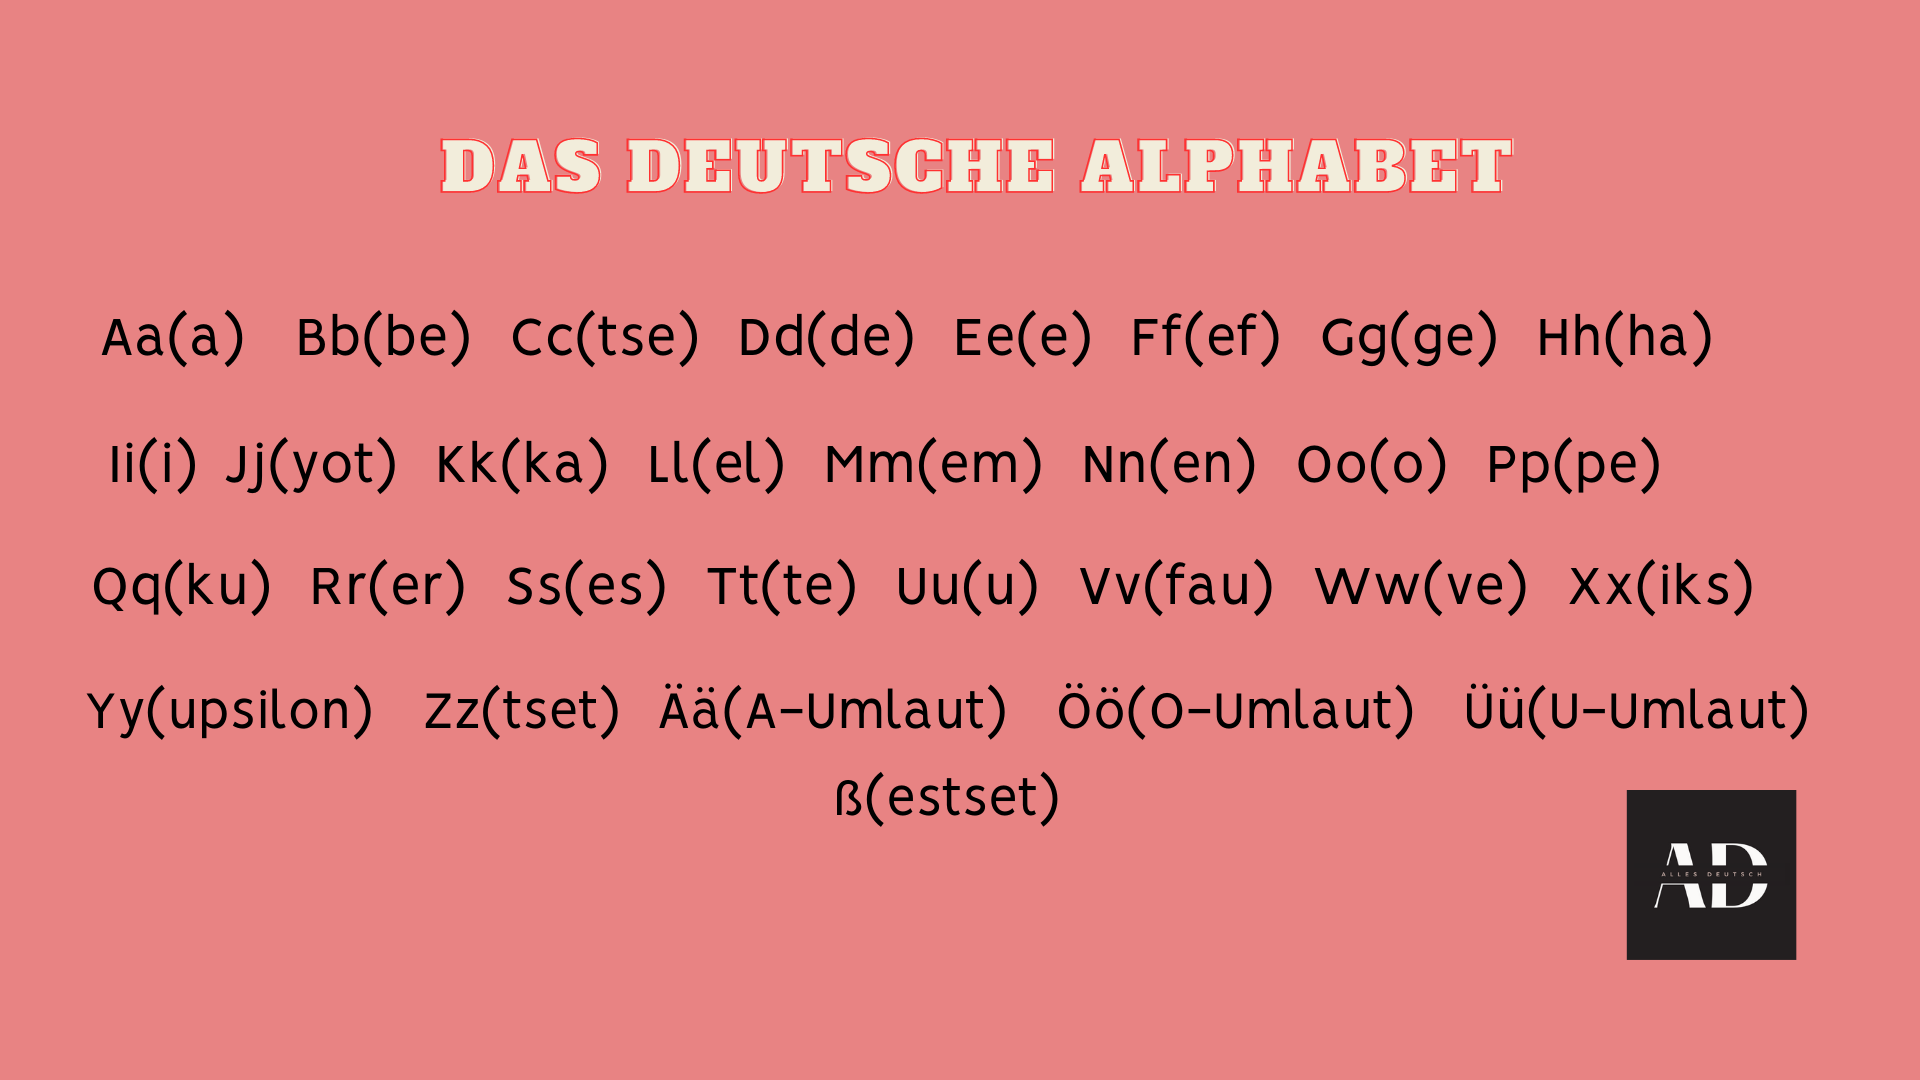 DAS DEUTSCHE ALPHABET
Aa(a) Bb(be) Cc(tse) Dd(de) Ee(e) Ff(ef) Gg(ge) Hh(ha)
Ii(i) Jj(yot) Kk(ka) Ll(el) Mm(em) Nn(en) Oo(o) Pp(pe)
Qq(ku) Rr(er) Ss(es) Tt(te) Uu(u) Vv(fau) Ww(ve) Xx(iks)
Yy(upsilon) Zz(tset) Ää(A-Umlaut) Öö(O-Umlaut) Üü(U-Umlaut)
ß(estset)
AD
ALLES DEUTSCH